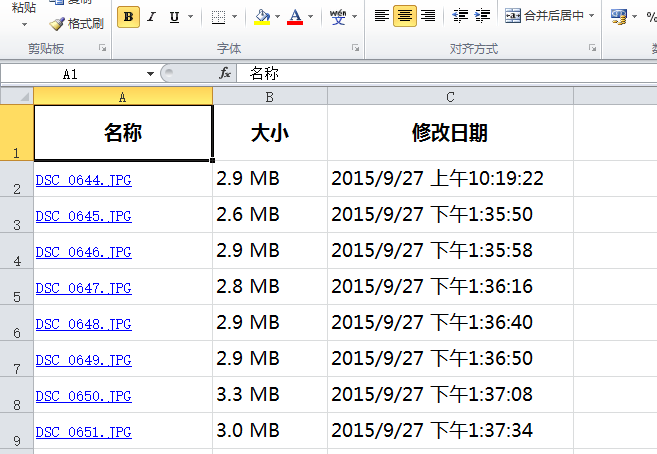 粘贴
格式刷
B I U
A
wén
文
合并后居中
%
剪贴板
字体
对齐方式
A1
fx
名称
A B C
1 名称 大小 修改日期
2 DSC_0644.JPG 2.9 MB 2015/9/27 上午10:19:22
3 DSC_0645.JPG 2.6 MB 2015/9/27 下午1:35:50
4 DSC_0646.JPG 2.9 MB 2015/9/27 下午1:35:58
5 DSC_0647.JPG 2.8 MB 2015/9/27 下午1:36:16
6 DSC_0648.JPG 2.9 MB 2015/9/27 下午1:36:40
7 DSC_0649.JPG 2.9 MB 2015/9/27 下午1:36:50
8 DSC_0650.JPG 3.3 MB 2015/9/27 下午1:37:08
9 DSC_0651.JPG 3.0 MB 2015/9/27 下午1:37:34